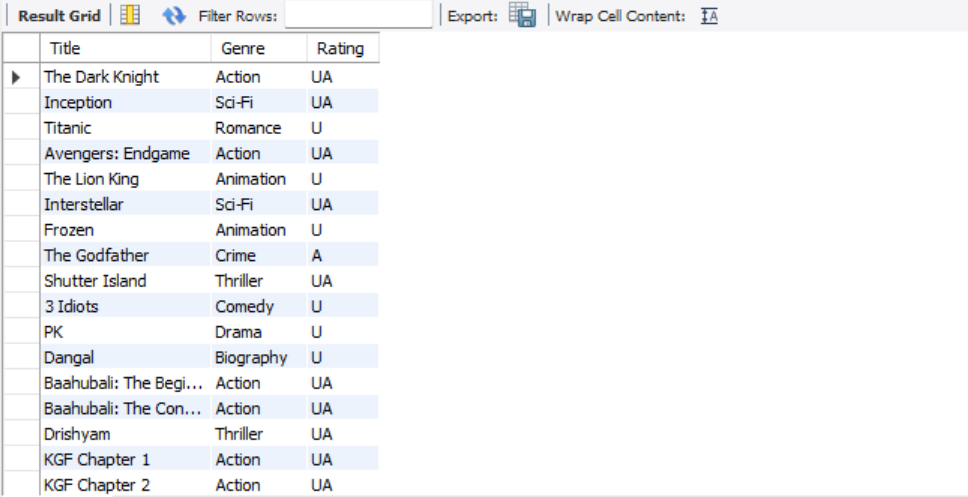 Result Grid Filter Rows: Export: Wrap Cell Content: IA
Title Genre Rating
The Dark Knight Action UA
Inception Sci-Fi UA
Titanic Romance U
Avengers: Endgame Action UA
The Lion King Animation U
Interstellar Sci-Fi UA
Frozen Animation U
The Godfather Crime A
Shutter Island Thriller UA
3 Idiots Comedy U
PK Drama U
Dangal Biography U
Baahubali: The Begi... Action UA
Baahubali: The Con... Action UA
Drishyam Thriller UA
KGF Chapter 1 Action UA
KGF Chapter 2 Action UA